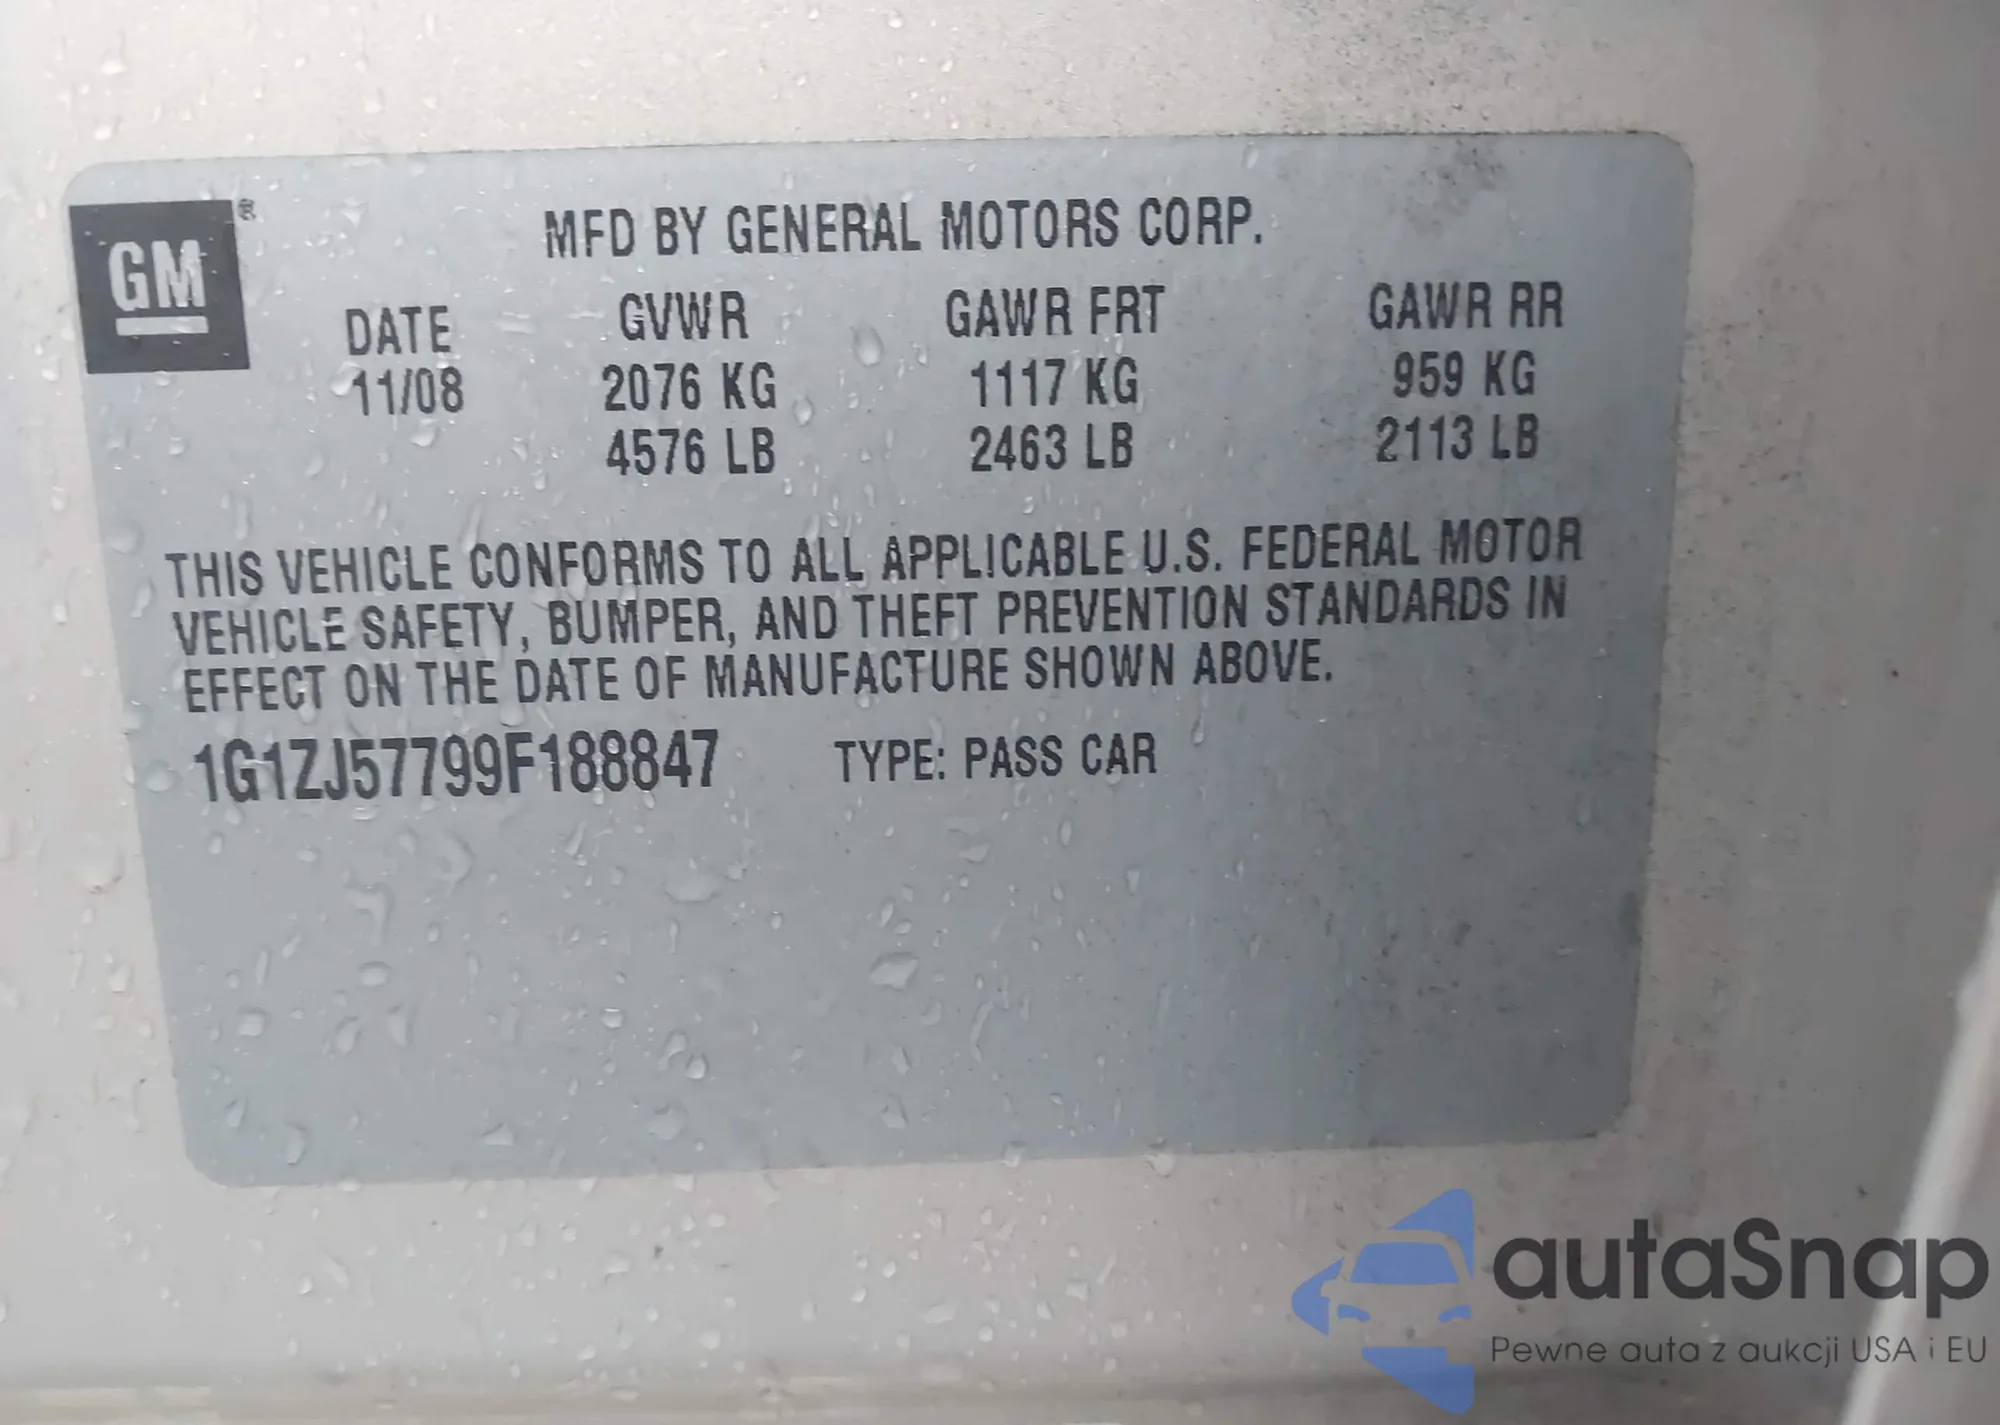 GM ®
MFD BY GENERAL MOTORS CORP.
DATE GVWR GAWR FRT GAWR RR
11/08 2076 KG 1117 KG 959 KG
4576 LB 2463 LB 2113 LB
THIS VEHICLE CONFORMS TO ALL APPLICABLE U.S. FEDERAL MOTOR
VEHICLE SAFETY, BUMPER, AND THEFT PREVENTION STANDARDS IN
EFFECT ON THE DATE OF MANUFACTURE SHOWN ABOVE.
1G1ZJ57799F188847 TYPE: PASS CAR
autaSnap
Pewne auta z aukcji USA i EU